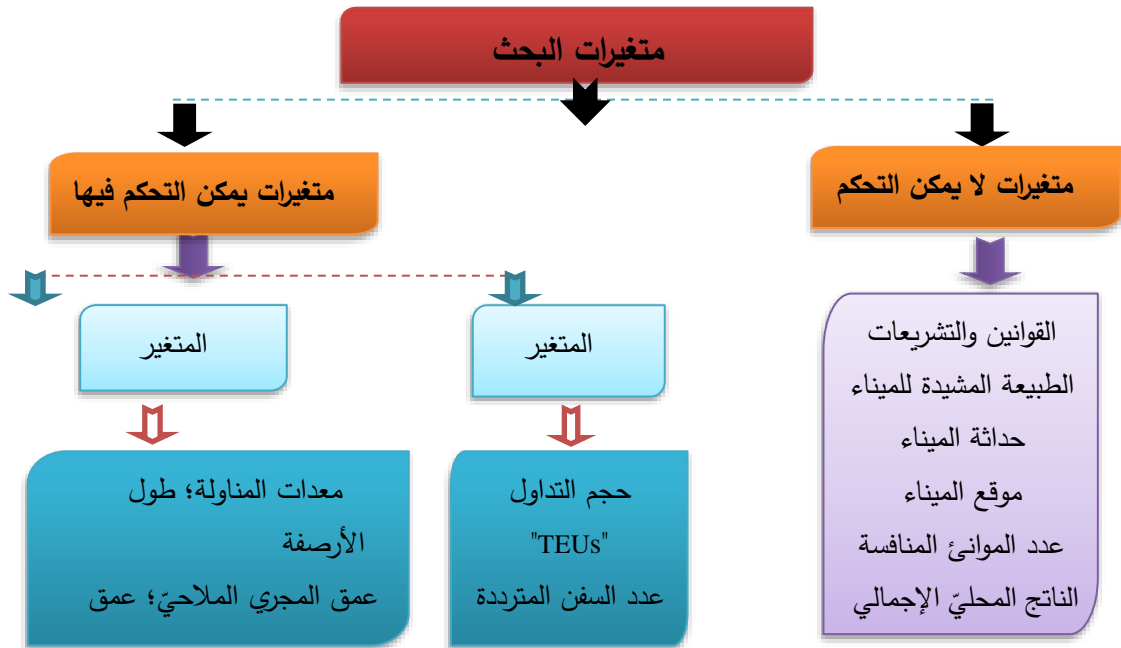 متغيرات البحث
متغيرات لا يمكن التحكم
متغيرات يمكن التحكم فيها
القوانين والتشريعات
الطبيعة المشيدة للميناء
حداثة الميناء
موقع الميناء
عدد الموانئ المنافسة
الناتج المحليّ الإجمالي
المتغير
حجم التداول
"TEUs"
عدد السفن المترددة
المتغير
معدات المناولة؛ طول
الأرصفة
عمق المجري الملاحيّ؛ عمق